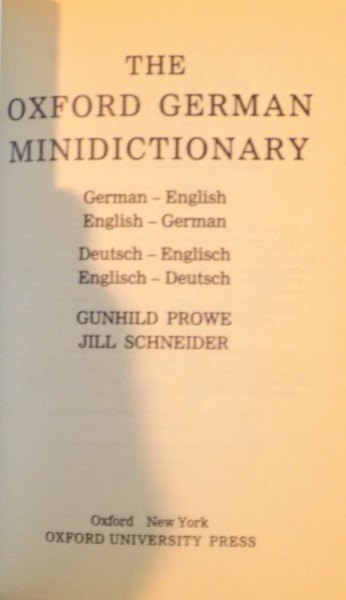 THE
OXFORD GERMAN
MINIDICTIONARY
German – English
English – German
Deutsch – Englisch
Englisch – Deutsch
GUNHILD PROWE
JILL SCHNEIDER
Oxford New York
OXFORD UNIVERSITY PRESS